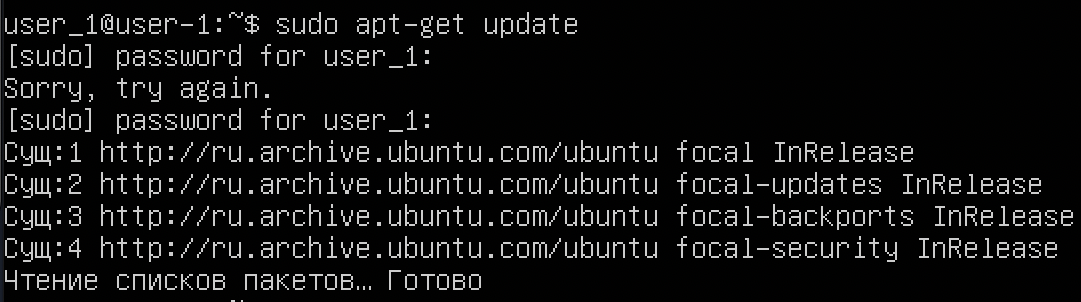 user_1@user-1:~$ sudo apt-get update
[sudo] password for user_1:
Sorry, try again.
[sudo] password for user_1:
Сущ:1 http://ru.archive.ubuntu.com/ubuntu focal InRelease
Сущ:2 http://ru.archive.ubuntu.com/ubuntu focal-updates InRelease
Сущ:3 http://ru.archive.ubuntu.com/ubuntu focal-backports InRelease
Сущ:4 http://ru.archive.ubuntu.com/ubuntu focal-security InRelease
Чтение списков пакетов… Готово